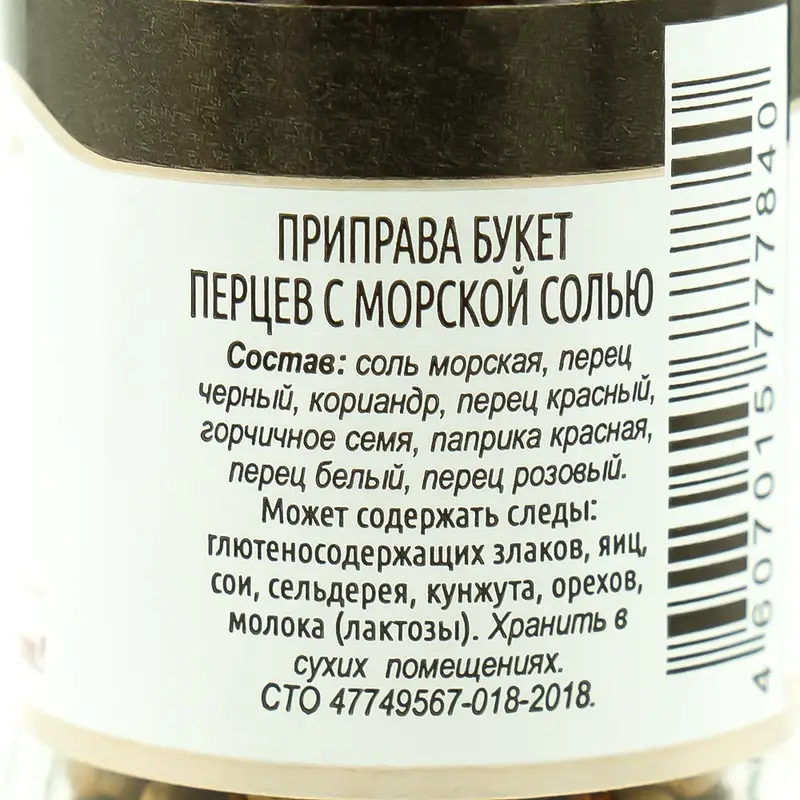 ПРИПРАВА БУКЕТ
ПЕРЦЕВ С МОРСКОЙ СОЛЬЮ
Состав: соль морская, перец
черный, кориандр, перец красный,
горчичное семя, паприка красная,
перец белый, перец розовый.
Может содержать следы:
глютеносодержащих злаков, яиц,
сои, сельдерея, кунжута, орехов,
молока (лактозы). Хранить в
сухих помещениях.
СТО 47749567-018-2018.
4607015777840